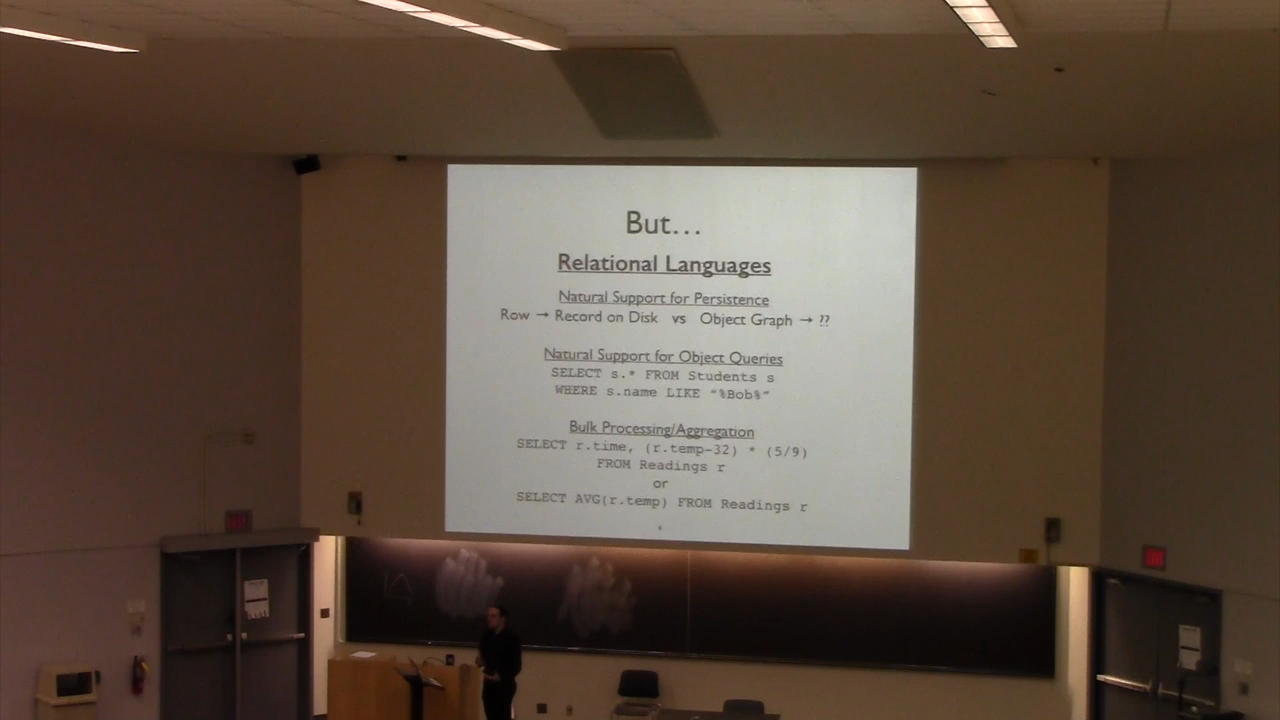 But...
Relational Languages
Natural Support for Persistence
Row → Record on Disk vs Object Graph → ??
Natural Support for Object Queries
SELECT s.* FROM Students s
WHERE s.name LIKE "%Bob%"
Bulk Processing/Aggregation
SELECT r.time, (r.temp-32) * (5/9)
FROM Readings r
or
SELECT AVG(r.temp) FROM Readings r